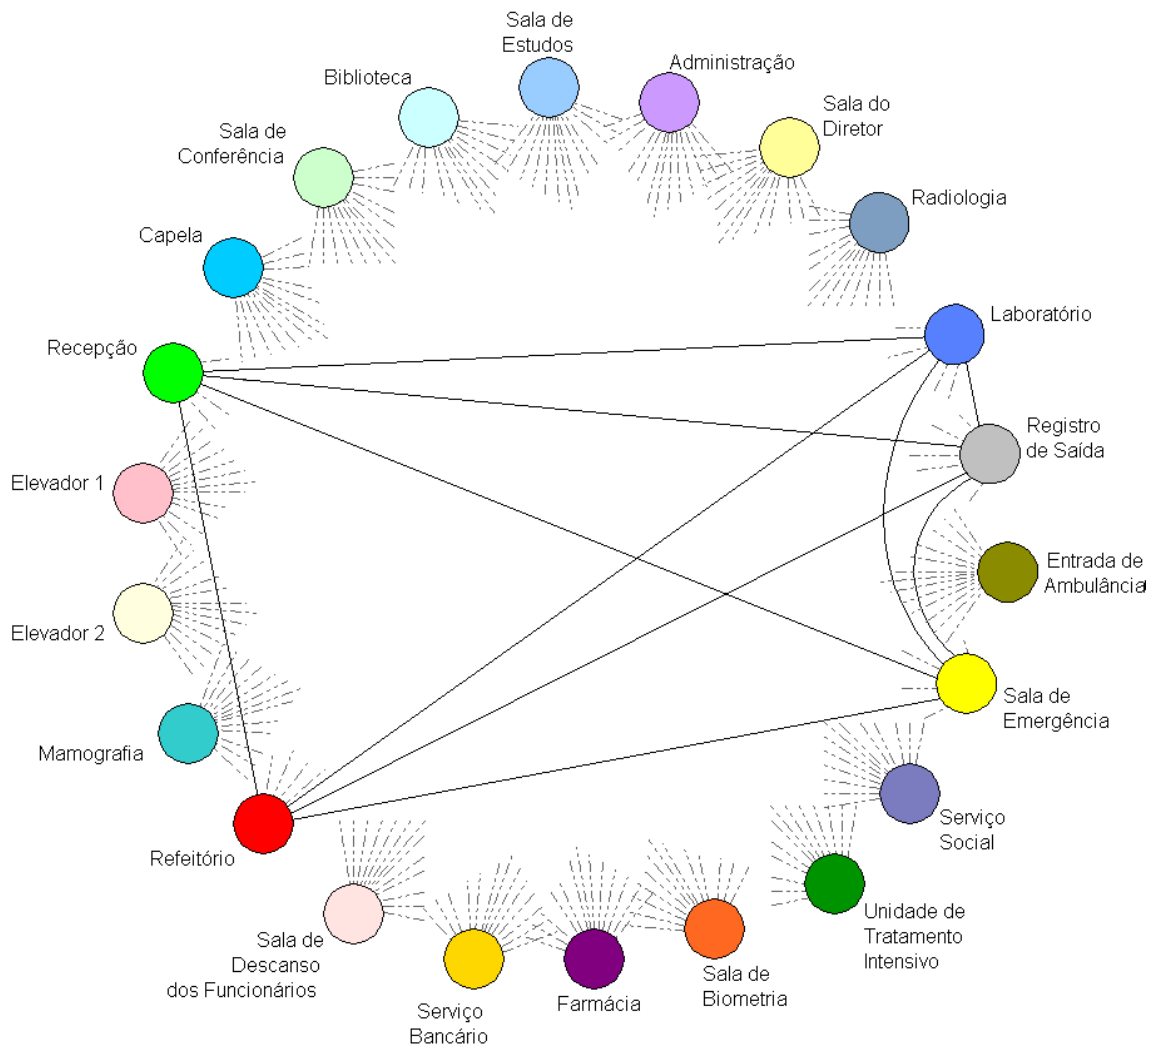 Sala de
Estudos
Administração
Biblioteca
Sala do
Diretor
Sala de
Conferência
Radiologia
Capela
Laboratório
Recepção
Registro
de Saída
Elevador 1
Entrada de
Ambulância
Elevador 2
Sala de
Emergência
Mamografia
Serviço
Social
Refeitório
Unidade de
Tratamento
Intensivo
Sala de
Descanso
dos Funcionários
Sala de
Biometria
Farmácia
Serviço
Bancário